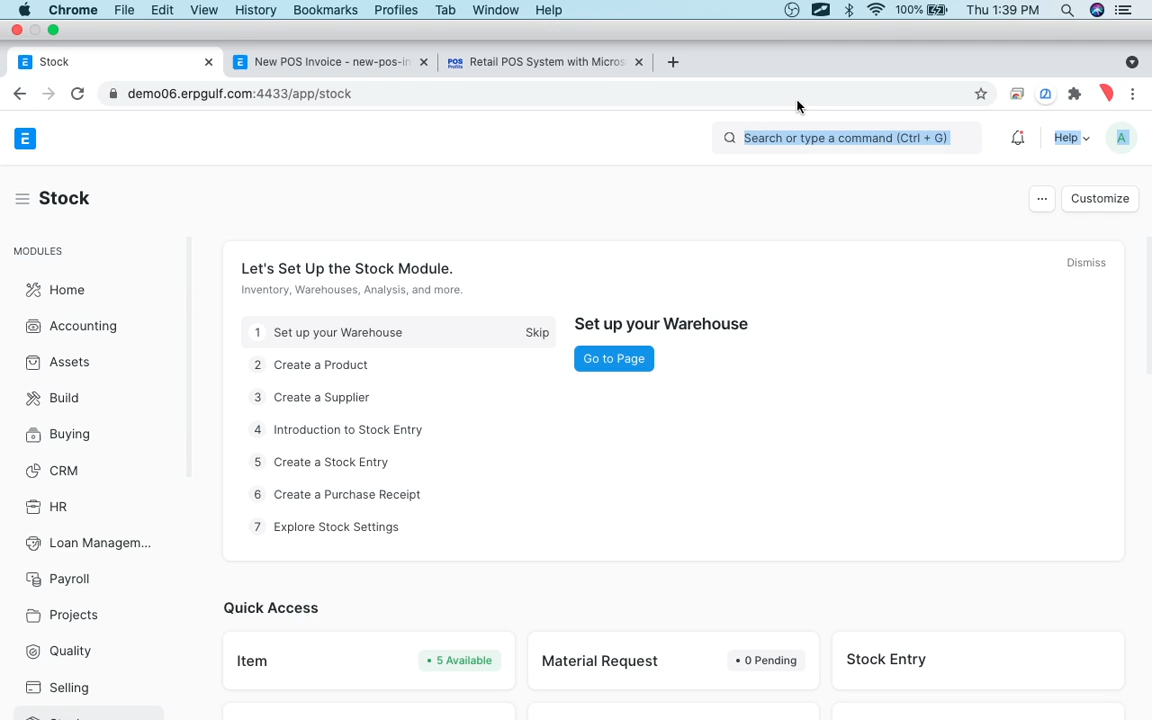 Chrome File Edit View History Bookmarks Profiles Tab Window Help 100% Thu 1:39 PM
E Stock E New POS Invoice - new-pos-in POS Profits Retail POS System with Micros
demo06.erpgulf.com:4433/app/stock
E Search or type a command (Ctrl + G) Help A
Stock
··· Customize
MODULES
Home
Accounting
Assets
Build
Buying
CRM
HR
Loan Managem...
Payroll
Projects
Quality
Selling
Let's Set Up the Stock Module.
Dismiss
Inventory, Warehouses, Analysis, and more.
1 Set up your Warehouse Skip
2 Create a Product
3 Create a Supplier
4 Introduction to Stock Entry
5 Create a Stock Entry
6 Create a Purchase Receipt
7 Explore Stock Settings
Set up your Warehouse
Go to Page
Quick Access
Item • 5 Available
Material Request • 0 Pending
Stock Entry